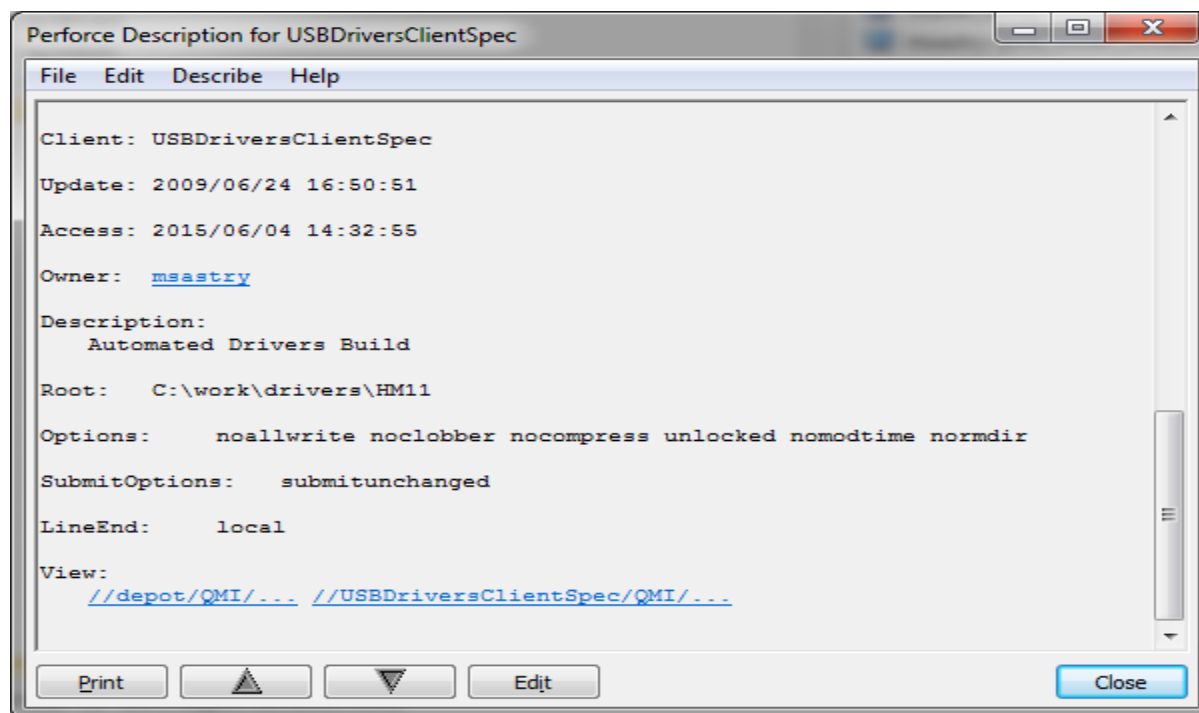 Perforce Description for USBDriversClientSpec
File Edit Describe Help
Client: USBDriversClientSpec
Update: 2009/06/24 16:50:51
Access: 2015/06/04 14:32:55
Owner: msastry
Description:
Automated Drivers Build
Root: C:\work\drivers\HM11
Options: noallwrite noclobber nocompress unlocked nomodtime normdir
SubmitOptions: submitunchanged
LineEnd: local
View:
//depot/QMI/... //USBDriversClientSpec/QMI/...
Print Edit Close